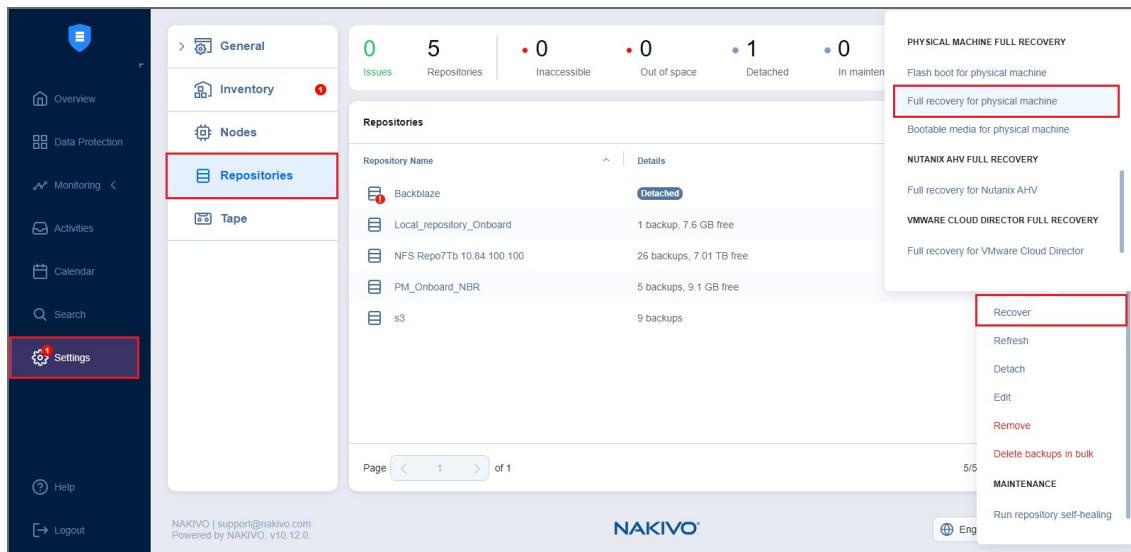 Overview
Data Protection
Monitoring
Activities
Calendar
Search
1
Settings
Help
Logout
General
Inventory
1
Nodes
Repositories
Tape
0
Issues
5
Repositories
0
Inaccessible
0
Out of space
1
Detached
0
In mainten
Repositories
Repository Name
Details
Backblaze
Detached
Local_repository_Onboard
1 backup, 7.6 GB free
NFS Repo7Tb 10.84.100.100
26 backups, 7.01 TB free
PM_Onboard_NBR
5 backups, 9.1 GB free
s3
9 backups
Page
1
of 1
5/5
PHYSICAL MACHINE FULL RECOVERY
Flash boot for physical machine
Full recovery for physical machine
Bootable media for physical machine
NUTANIX AHV FULL RECOVERY
Full recovery for Nutanix AHV
VMWARE CLOUD DIRECTOR FULL RECOVERY
Full recovery for VMware Cloud Director
Recover
Refresh
Detach
Edit
Remove
Delete backups in bulk
MAINTENANCE
Run repository self-healing
NAKIVO | support@nakivo.com
Powered by NAKIVO. v10.12.0.
NAKIVO
Eng